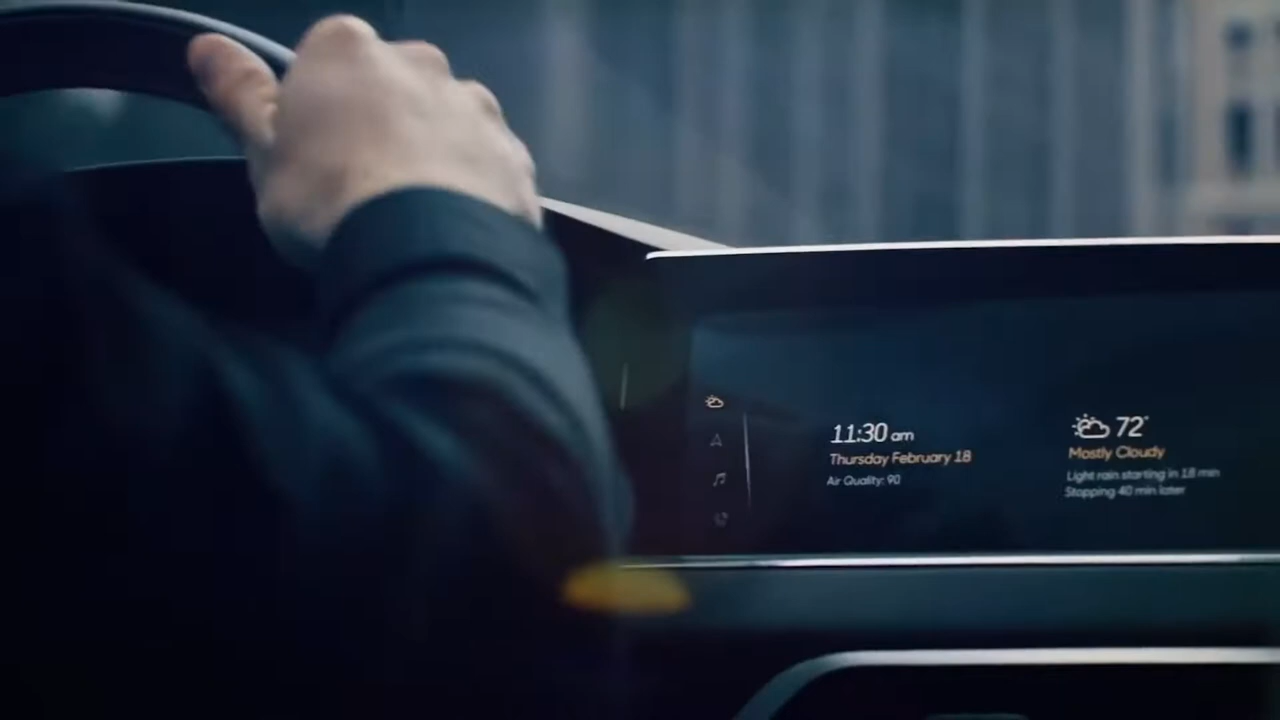 11:30 am
Thursday February 18
Air Quality: 90
72°
Mostly Cloudy
Light rain starting in 18 min
Stopping 40 min later